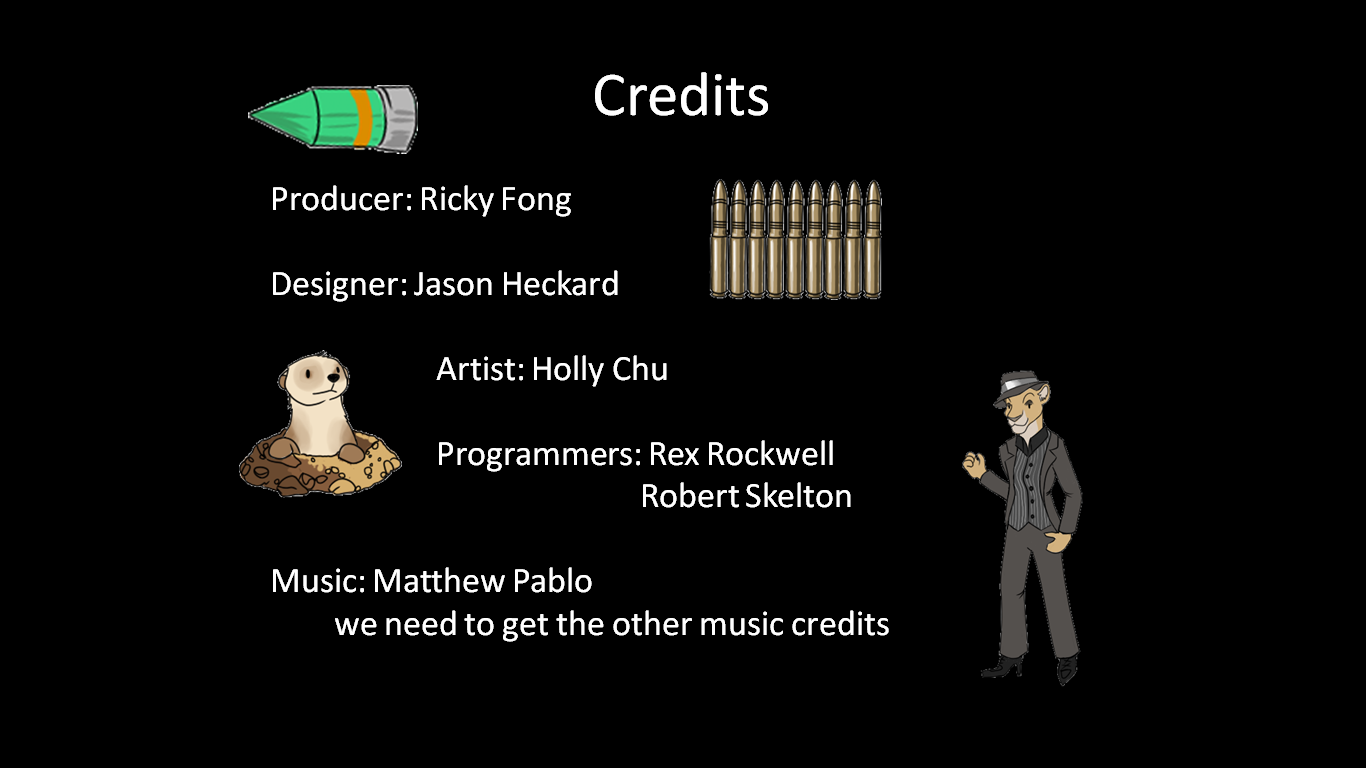 Credits
Producer: Ricky Fong
Designer: Jason Heckard
Artist: Holly Chu
Programmers: Rex Rockwell
Robert Skelton
Music: Matthew Pablo
we need to get the other music credits